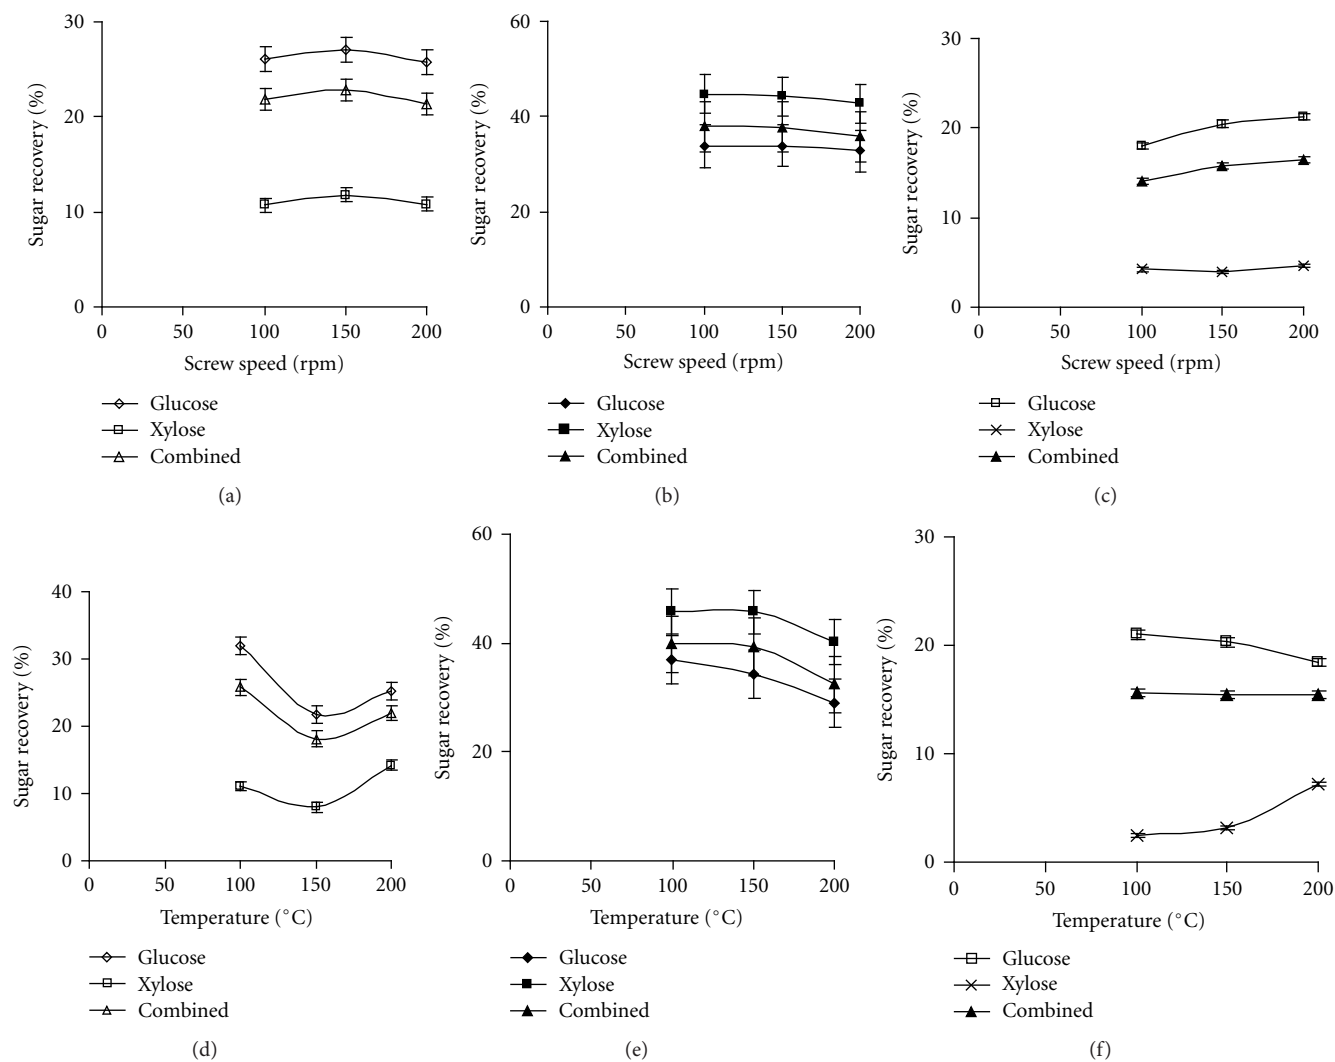 30
20
10
0
0 50 100 150 200
Sugar recovery (%)
Screw speed (rpm)
Glucose
Xylose
Combined
(a)
60
40
20
0
0 50 100 150 200
Sugar recovery (%)
Screw speed (rpm)
Glucose
Xylose
Combined
(b)
30
20
10
0
0 50 100 150 200
Sugar recovery (%)
Screw speed (rpm)
Glucose
Xylose
Combined
(c)
40
30
20
10
0
0 50 100 150 200
Sugar recovery (%)
Temperature (°C)
Glucose
Xylose
Combined
(d)
60
40
20
0
0 50 100 150 200
Sugar recovery (%)
Temperature (°C)
Glucose
Xylose
Combined
(e)
30
20
10
0
0 50 100 150 200
Sugar recovery (%)
Temperature (°C)
Glucose
Xylose
Combined
(f)